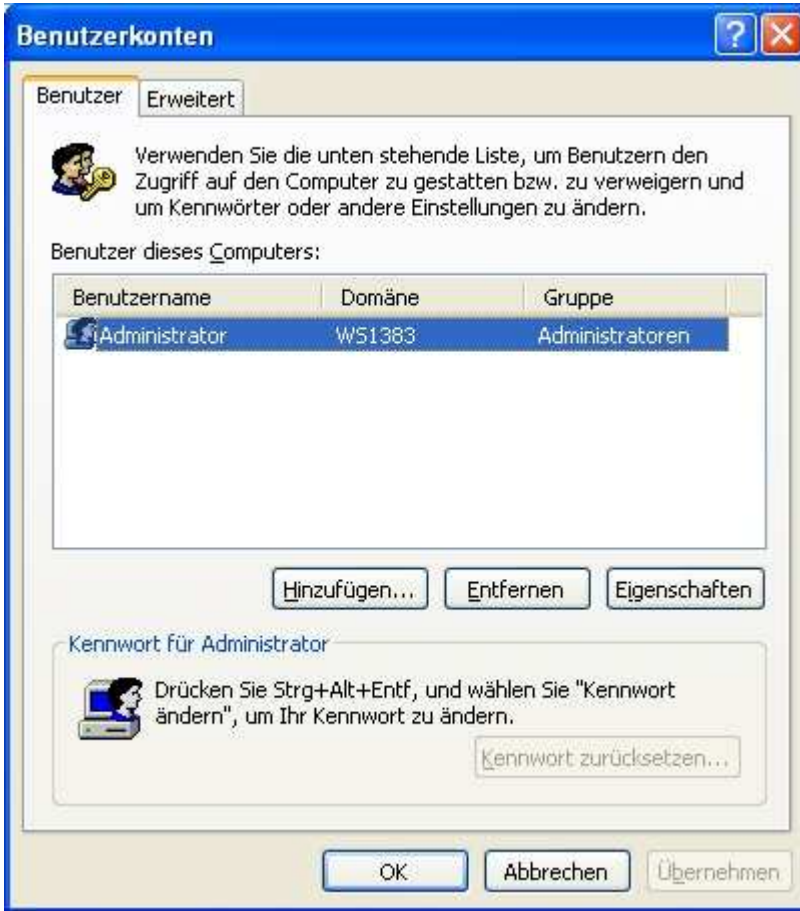 Benutzerkonten
Benutzer Erweitert
Verwenden Sie die unten stehende Liste, um Benutzern den
Zugriff auf den Computer zu gestatten bzw. zu verweigern und
um Kennwörter oder andere Einstellungen zu ändern.
Benutzer dieses Computers:
Benutzername Domäne Gruppe
Administrator WS1383 Administratoren
Hinzufügen... Entfernen Eigenschaften
Kennwort für Administrator
Drücken Sie Strg+Alt+Entf, und wählen Sie "Kennwort
ändern", um Ihr Kennwort zu ändern.
Kennwort zurücksetzen...
OK Abbrechen Übernehmen